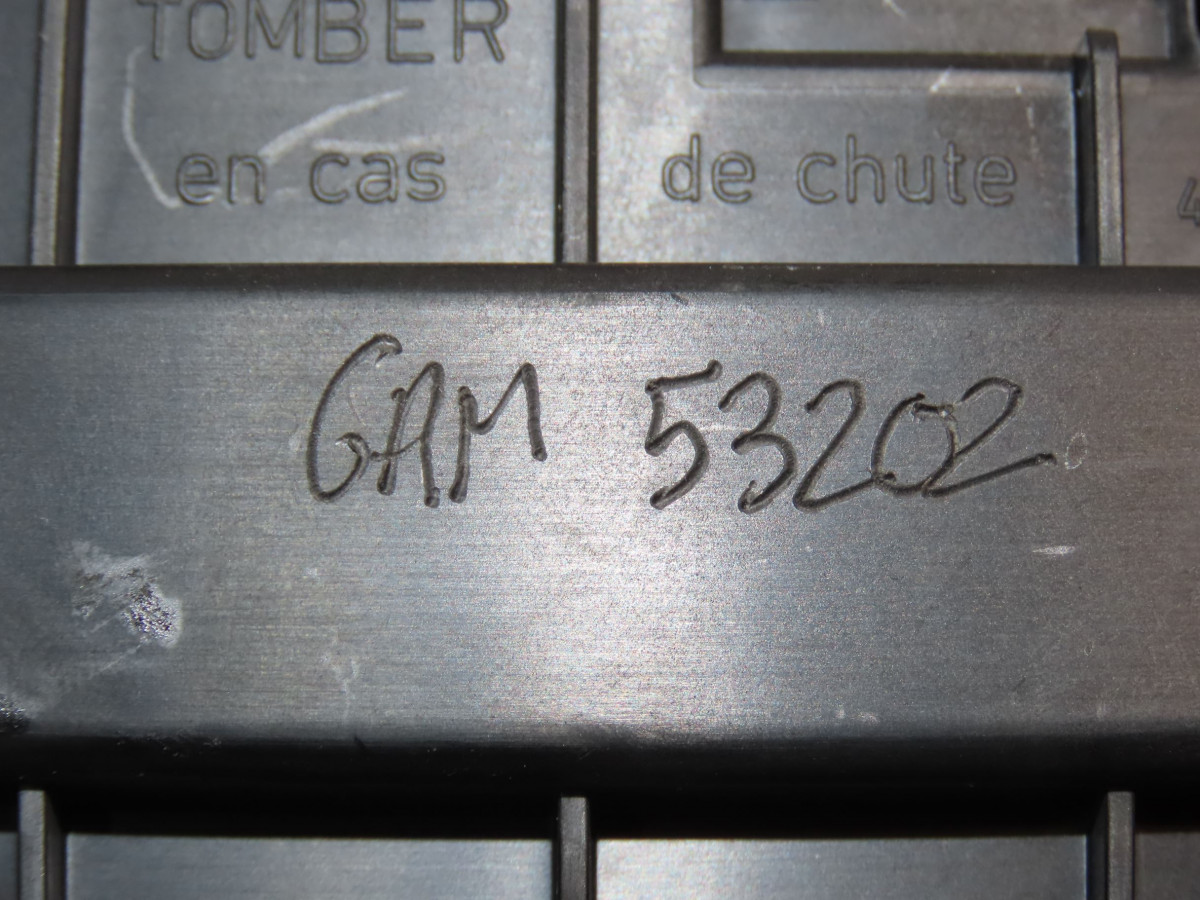 TOMBER
en cas de chute
GAM 53202